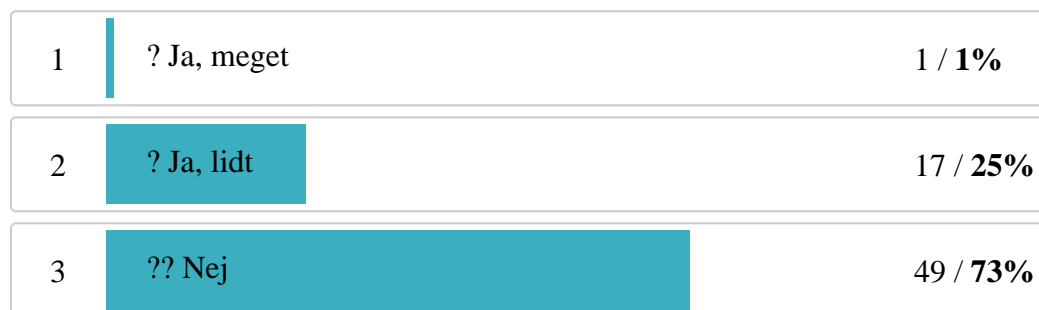 1 ? Ja, meget 1 / 1%
2 ? Ja, lidt 17 / 25%
3 ?? Nej 49 / 73%